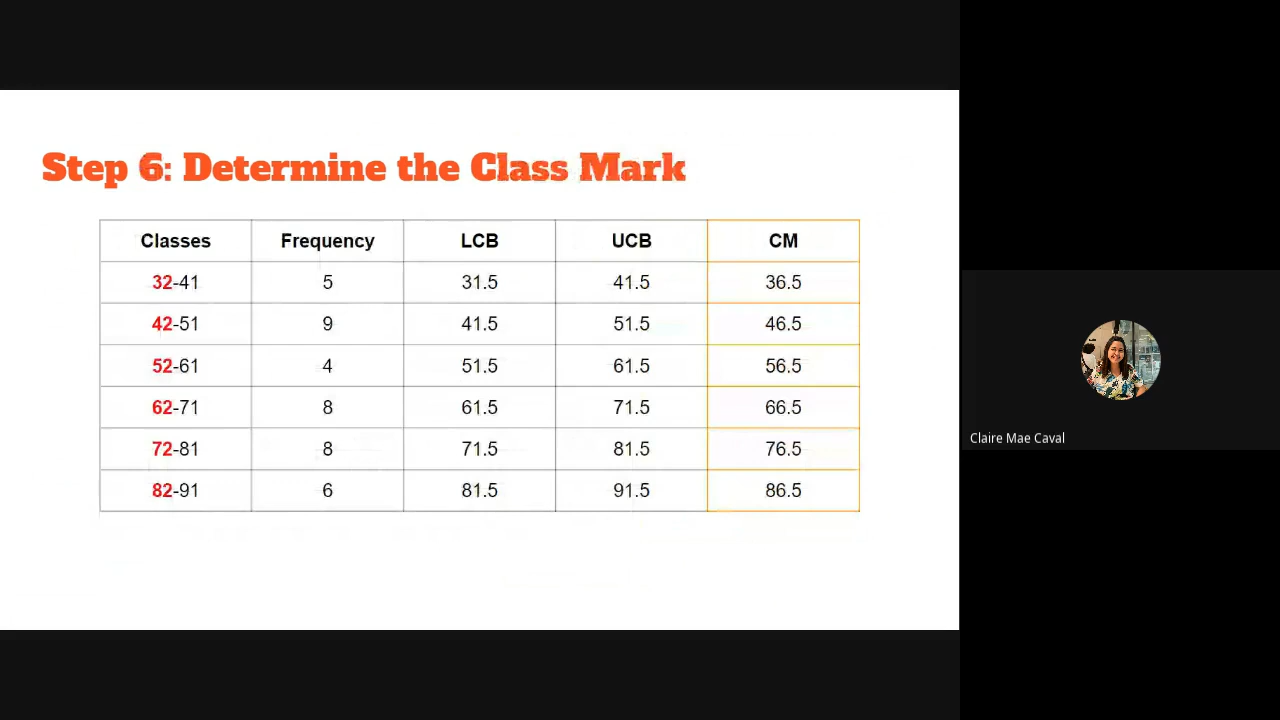 Step 6: Determine the Class Mark
Classes Frequency LCB UCB CM
32-41 5 31.5 41.5 36.5
42-51 9 41.5 51.5 46.5
52-61 4 51.5 61.5 56.5
62-71 8 61.5 71.5 66.5
72-81 8 71.5 81.5 76.5
82-91 6 81.5 91.5 86.5
Claire Mae Caval